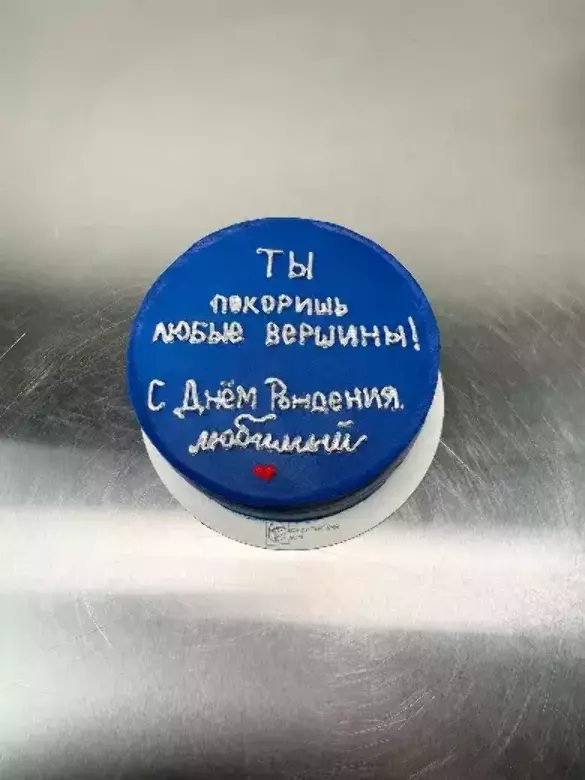 ТЫ
покоришь
любые вершины!
С Днём Рождения.
любимый